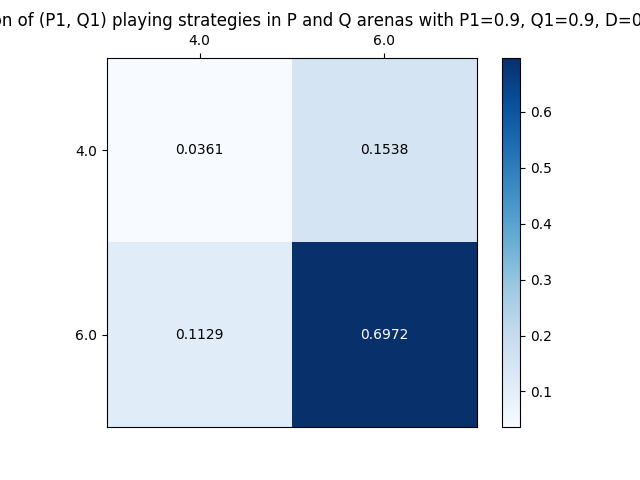 on of (P1, Q1) playing strategies in P and Q arenas with P1=0.9, Q1=0.9, D=0
4.0 6.0
4.0 0.0361 0.1538
6.0 0.1129 0.6972
0.6
0.5
0.4
0.3
0.2
0.1